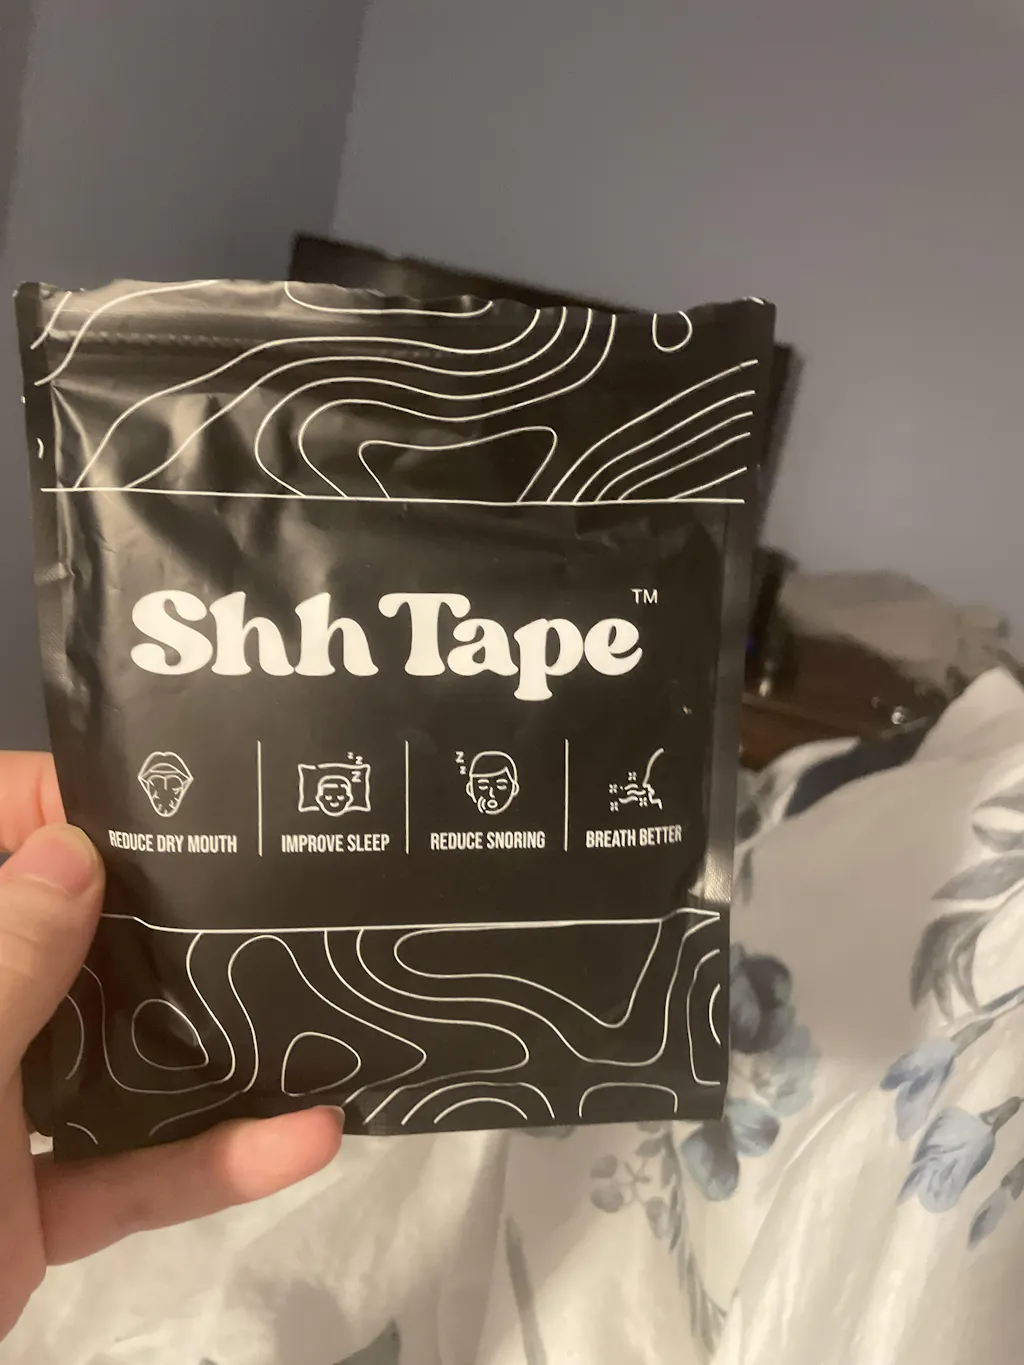 Shh Tape™
REDUCE DRY MOUTH
IMPROVE SLEEP
REDUCE SNORING
BREATH BETTER